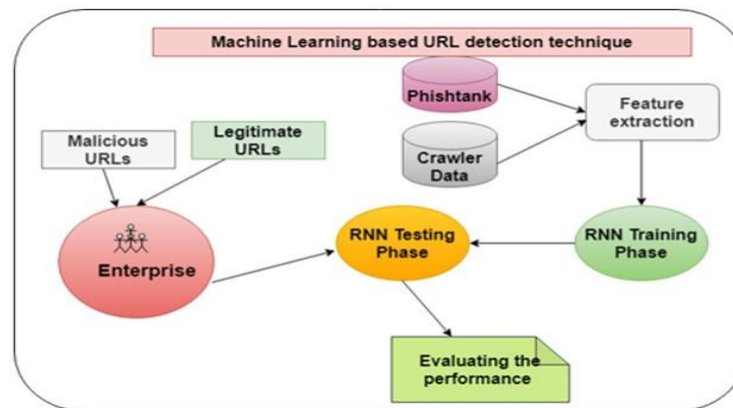 Machine Learning based URL detection technique
Phishtank
Feature
extraction
Legitimate
URLs
Malicious
URLs
Crawler
Data
Enterprise
RNN Testing
Phase
RNN Training
Phase
Evaluating the
performance